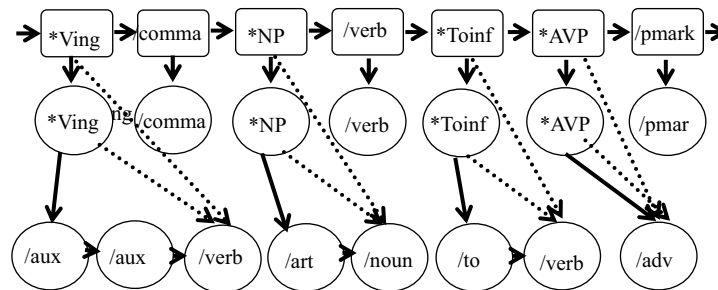 *Ving /comma *NP /verb *Toinf *AVP /pmark
*Ving ng /comma *NP /verb *Toinf *AVP /pmar
/aux /aux /verb /art /noun /to /verb /adv